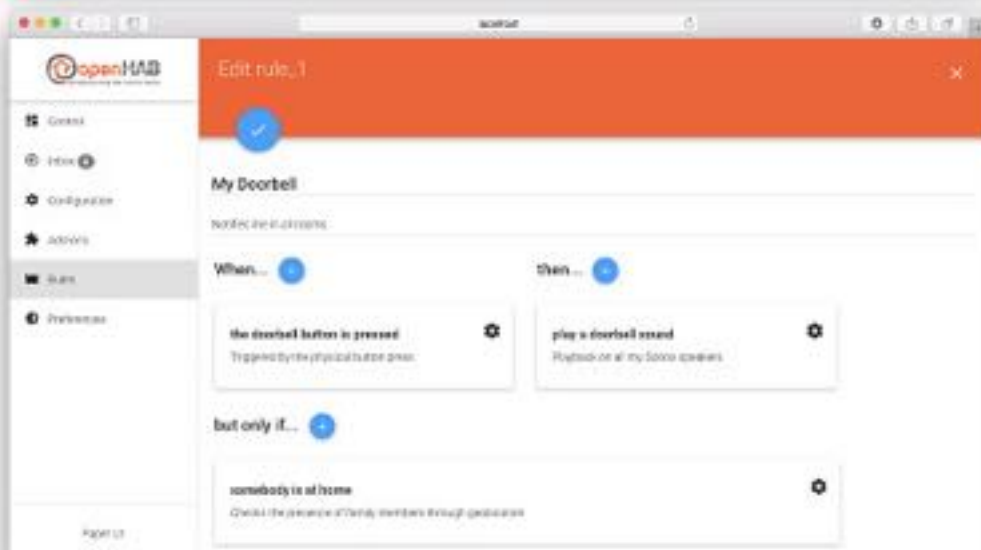 openHAB
Edit rule_1
Control
Inbox
Configuration
Add-ons
Rules
Preferences
My Doorbell
Notifies me in all rooms
When...
then...
the doorbell button is pressed
Triggered by the physical button press
play a doorbell sound
Playback on all my Sonos speakers
but only if...
somebody is at home
Checks the presence of family members through geolocation
Paper UI